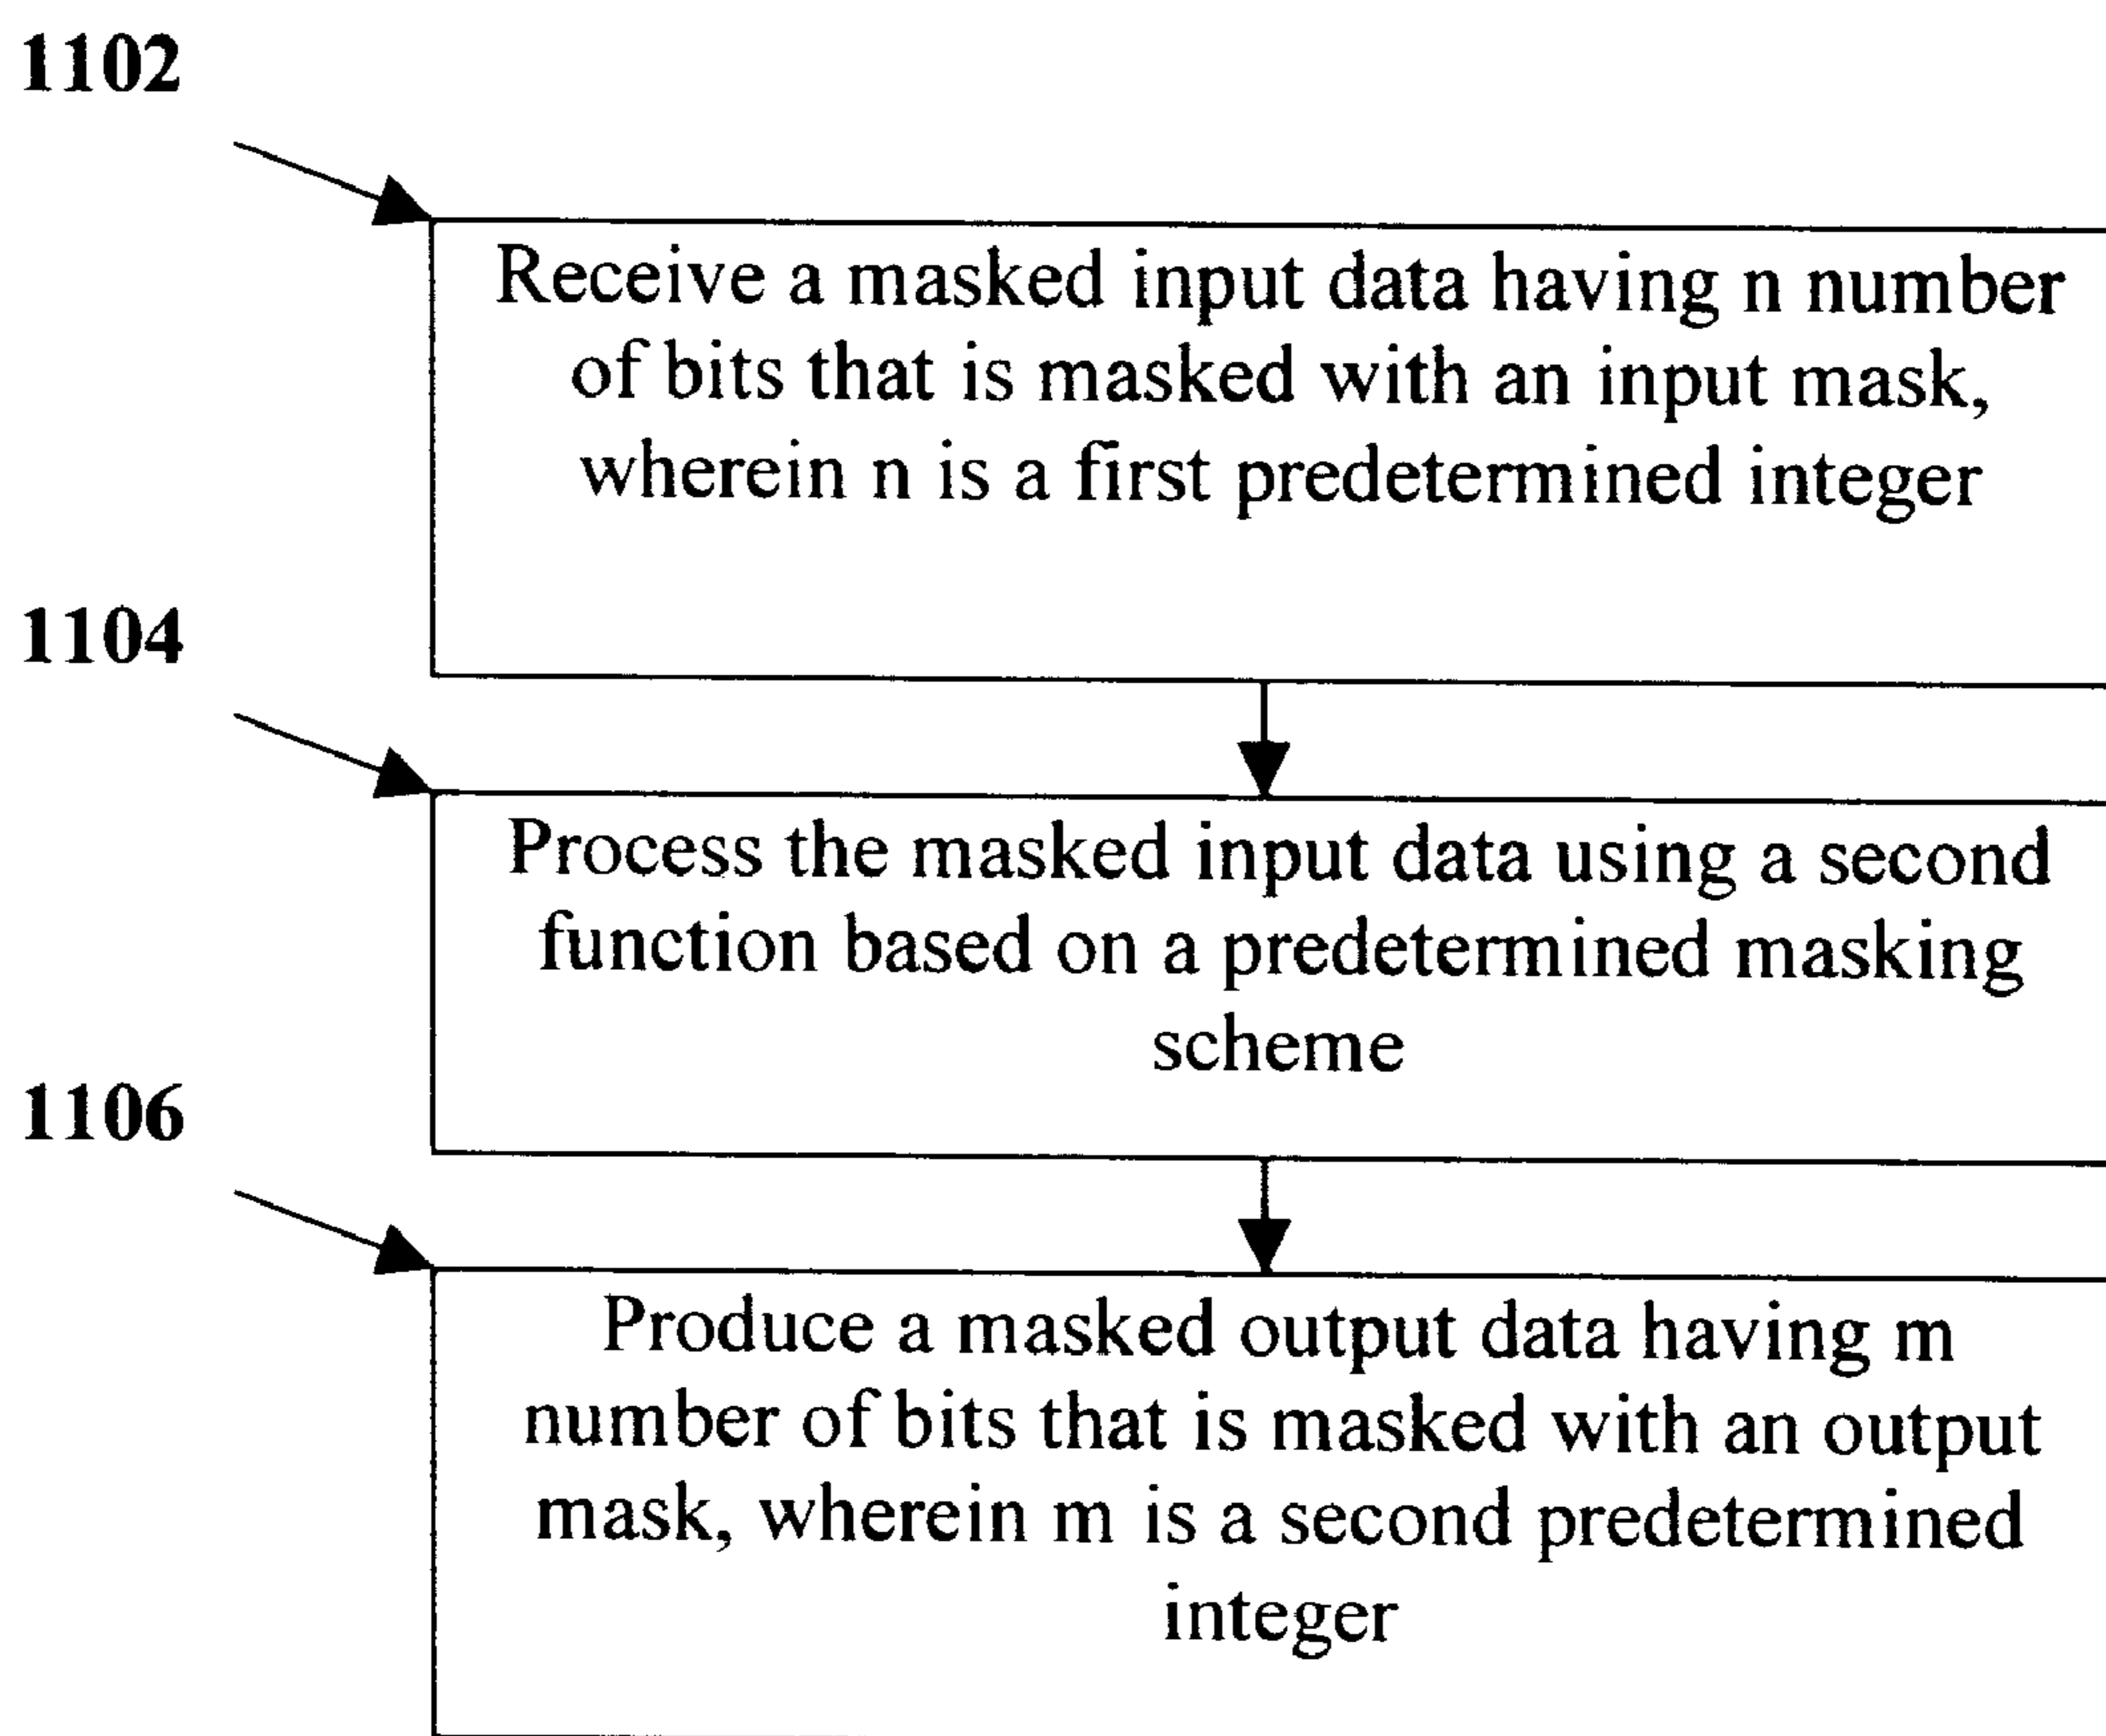 1102
Receive a masked input data having n number
of bits that is masked with an input mask,
wherein n is a first predetermined integer
1104
Process the masked input data using a second
function based on a predetermined masking
scheme
1106
Produce a masked output data having m
number of bits that is masked with an output
mask, wherein m is a second predetermined
integer